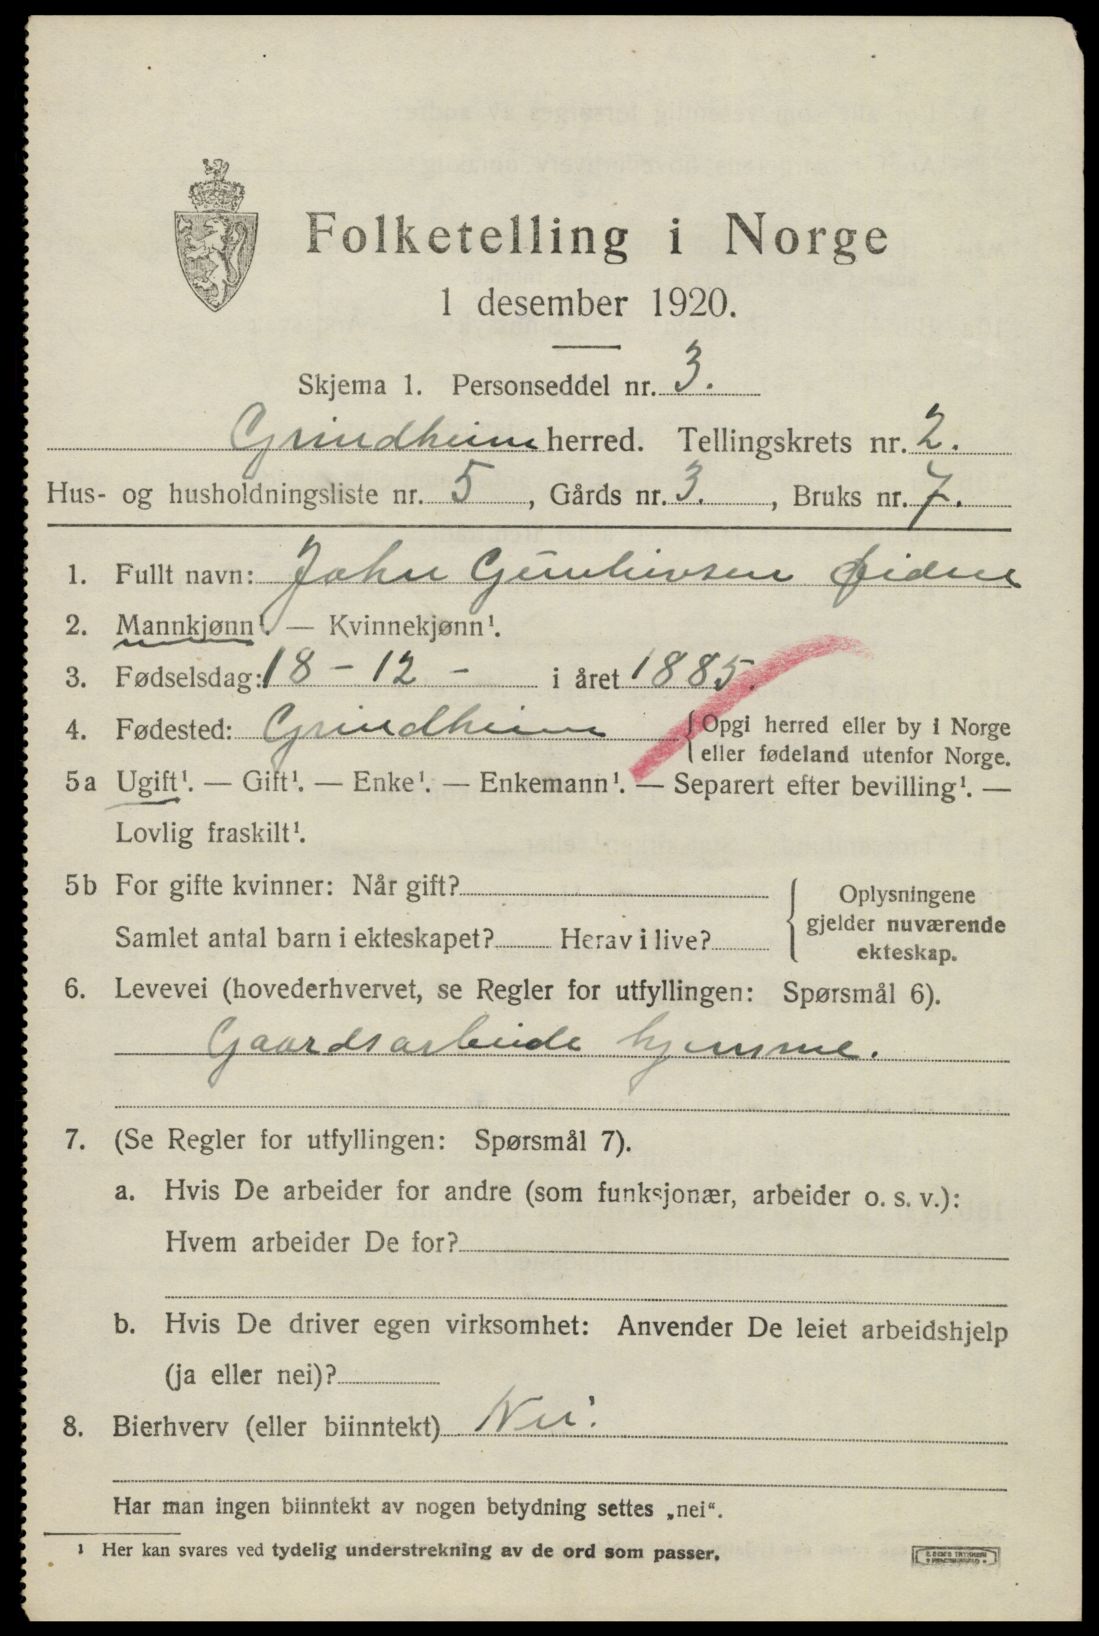 Folketelling i Norge
1 desember 1920.
Skjema 1. Personseddel nr. 3.
Grindheim herred. Tellingskrets nr. 2.
Hus- og husholdningsliste nr. 5, Gårds nr. 3., Bruks nr. 7.
1. Fullt navn: John Gunleivsen Øidne
2. Mannkjønn¹. — Kvinnekjønn¹.
3. Fødselsdag: 18 - 12 - i året 1885.
4. Fødested: Grindheim {Opgi herred eller by i Norge
eller fødeland utenfor Norge.
5a Ugift¹. — Gift¹. — Enke¹. — Enkemann¹. — Separert efter bevilling¹. —
Lovlig fraskilt¹.
5b For gifte kvinner: Når gift?
Samlet antal barn i ekteskapet? Herav i live?
Oplysningene
gjelder nuværende
ekteskap.
6. Levevei (hovederhvervet, se Regler for utfyllingen: Spørsmål 6).
Gaardsarbeide hjemme.
7. (Se Regler for utfyllingen: Spørsmål 7).
a. Hvis De arbeider for andre (som funksjonær, arbeider o. s. v.):
Hvem arbeider De for?
b. Hvis De driver egen virksomhet: Anvender De leiet arbeidshjelp
(ja eller nei)?
8. Bierhverv (eller biinntekt) Nei.
Har man ingen biinntekt av nogen betydning settes „nei“.
¹ Her kan svares ved tydelig understrekning av de ord som passer.